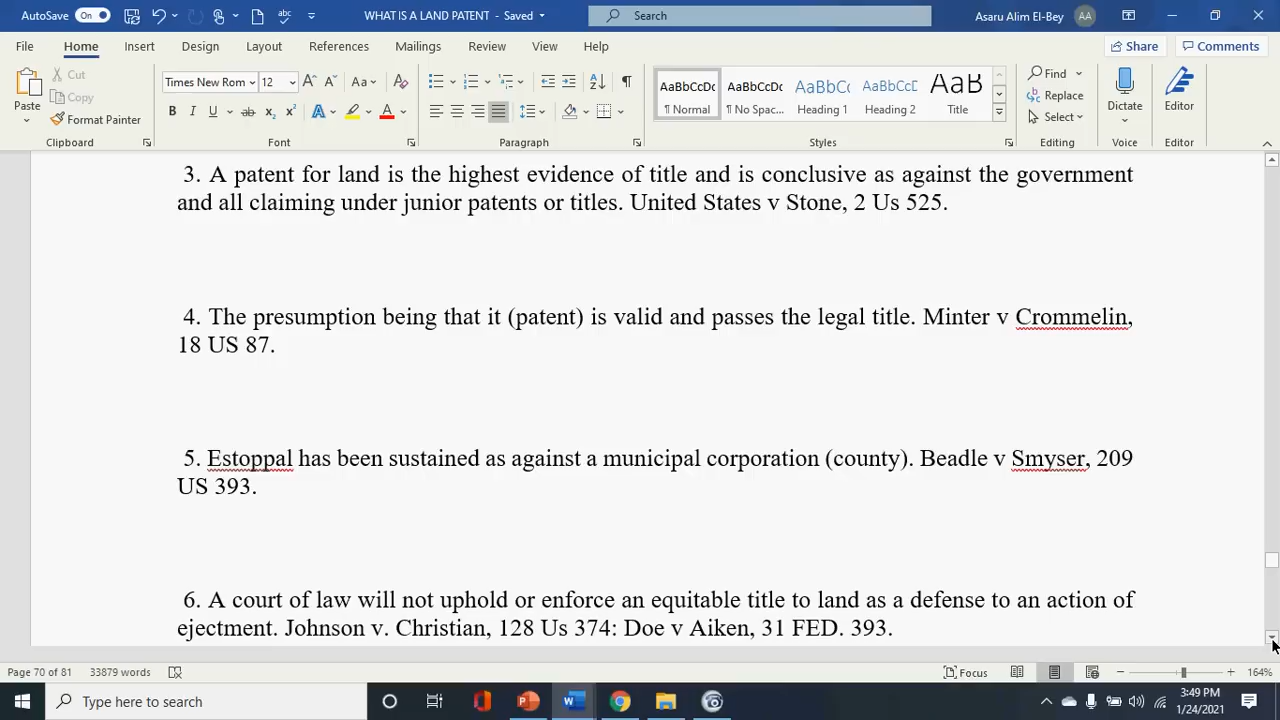 AutoSave On WHAT IS A LAND PATENT - Saved Search Asaru Alim El-Bey AA
File Home Insert Design Layout References Mailings Review View Help Share Comments
Paste Cut Copy Format Painter
Times New Rom 12 A A Aa
B I U ab x₂ x² A A
AaBbCcDc AaBbCcDc AaBbCc AaBbCcD AaB
¶ Normal ¶ No Spac... Heading 1 Heading 2 Title
Find Replace Select
Dictate Editor
Clipboard Font Paragraph Styles Editing Voice Editor
3. A patent for land is the highest evidence of title and is conclusive as against the government
and all claiming under junior patents or titles. United States v Stone, 2 Us 525.
4. The presumption being that it (patent) is valid and passes the legal title. Minter v Crommelin,
18 US 87.
5. Estoppal has been sustained as against a municipal corporation (county). Beadle v Smyser, 209
US 393.
6. A court of law will not uphold or enforce an equitable title to land as a defense to an action of
ejectment. Johnson v. Christian, 128 Us 374: Doe v Aiken, 31 FED. 393.
Page 70 of 81 33879 words Focus 164%
Type here to search
3:49 PM
1/24/2021